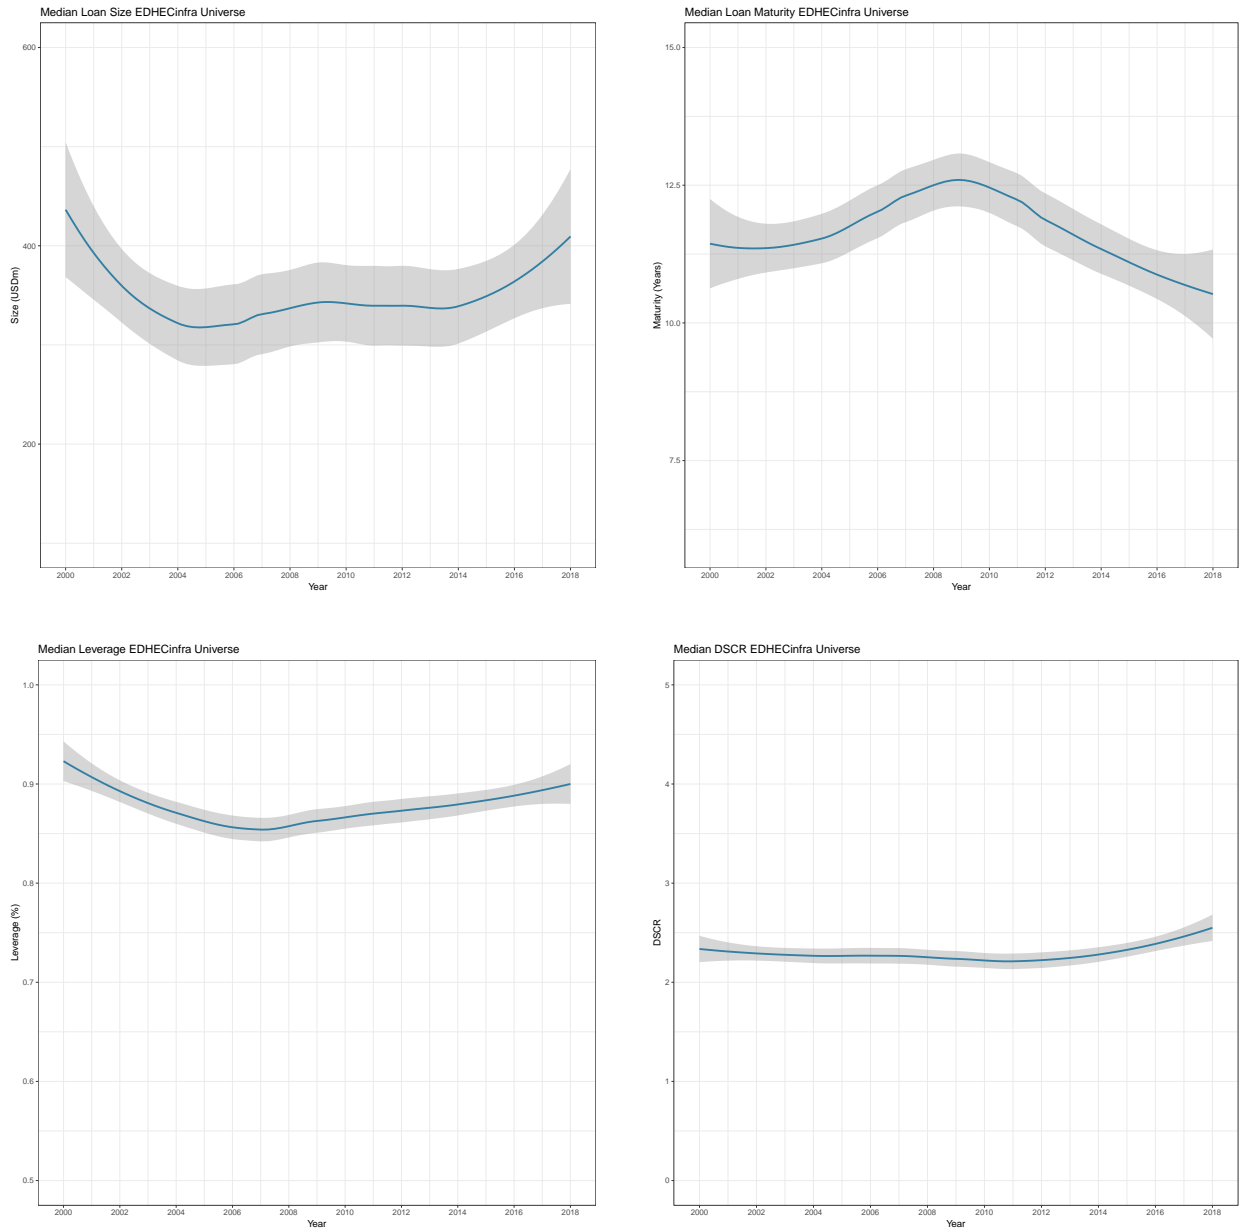 Median Loan Size EDHECinfra Universe
600
400
200
Size (USDm)
2000 2002 2004 2006 2008 2010 2012 2014 2016 2018
Year
Median Loan Maturity EDHECinfra Universe
15.0
12.5
10.0
7.5
Maturity (Years)
2000 2002 2004 2006 2008 2010 2012 2014 2016 2018
Year
Median Leverage EDHECinfra Universe
1.0
0.9
0.8
0.7
0.6
0.5
Leverage (%)
2000 2002 2004 2006 2008 2010 2012 2014 2016 2018
Year
Median DSCR EDHECinfra Universe
5
4
3
2
1
0
DSCR
2000 2002 2004 2006 2008 2010 2012 2014 2016 2018
Year